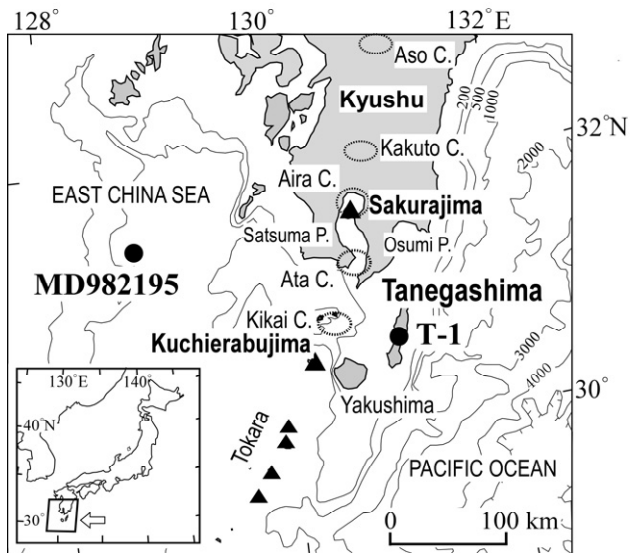 128
130
132°E
Aso C.
Kyushu
200
500
1000
2000
32°N
Kakuto C.
Aira C.
EAST CHINA SEA
Sakurajima
Satsuma P.
Osumi P.
MD982195
Ata C.
Tanegashima
Kikai C.
T-1
Kuchierabujima
3000
4000
30°
Yakushima
130°E
140°
40°N
30°
Tokara
PACIFIC OCEAN
0
100 km